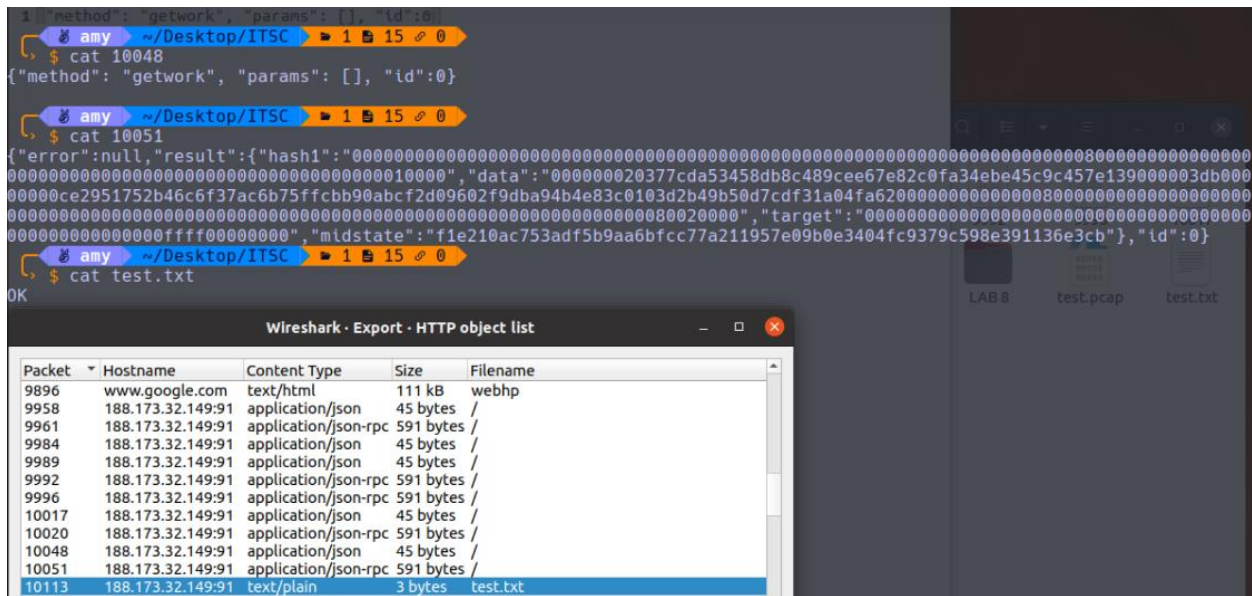 1 "method": "getwork", "params": [], "id":0}
amy ~/Desktop/ITSC 1 15 0
$ cat 10048
{"method": "getwork", "params": [], "id":0}
amy ~/Desktop/ITSC 1 15 0
$ cat 10051
{"error":null,"result":{"hash1":"00000000000000000000000000000000000000000000000000000000000000000000008000000000000000
000000000000000000000000000000000000010000","data":"000000020377cda53458db8c489cee67e82c0fa34ebe45c9c457e139000003db000
00000ce2951752b46c6f37ac6b75ffcbb90abcf2d09602f9dba94b4e83c0103d2b49b50d7cdf31a04fa620000000000000080000000000000000000
0000000000000000000000000000000000000000000000000000000000000080020000","target":"0000000000000000000000000000000000000
000000000000000ffff00000000","midstate":"f1e210ac753adf5b9aa6bfcc77a211957e09b0e3404fc9379c598e391136e3cb"},"id":0}
amy ~/Desktop/ITSC 1 15 0
$ cat test.txt
OK
LAB 8 test.pcap test.txt
Wireshark · Export · HTTP object list
Packet Hostname Content Type Size Filename
9896 www.google.com text/html 111 kB webhp
9958 188.173.32.149:91 application/json 45 bytes /
9961 188.173.32.149:91 application/json-rpc 591 bytes /
9984 188.173.32.149:91 application/json 45 bytes /
9989 188.173.32.149:91 application/json 45 bytes /
9992 188.173.32.149:91 application/json-rpc 591 bytes /
9996 188.173.32.149:91 application/json-rpc 591 bytes /
10017 188.173.32.149:91 application/json 45 bytes /
10020 188.173.32.149:91 application/json-rpc 591 bytes /
10048 188.173.32.149:91 application/json 45 bytes /
10051 188.173.32.149:91 application/json-rpc 591 bytes /
10113 188.173.32.149:91 text/plain 3 bytes test.txt